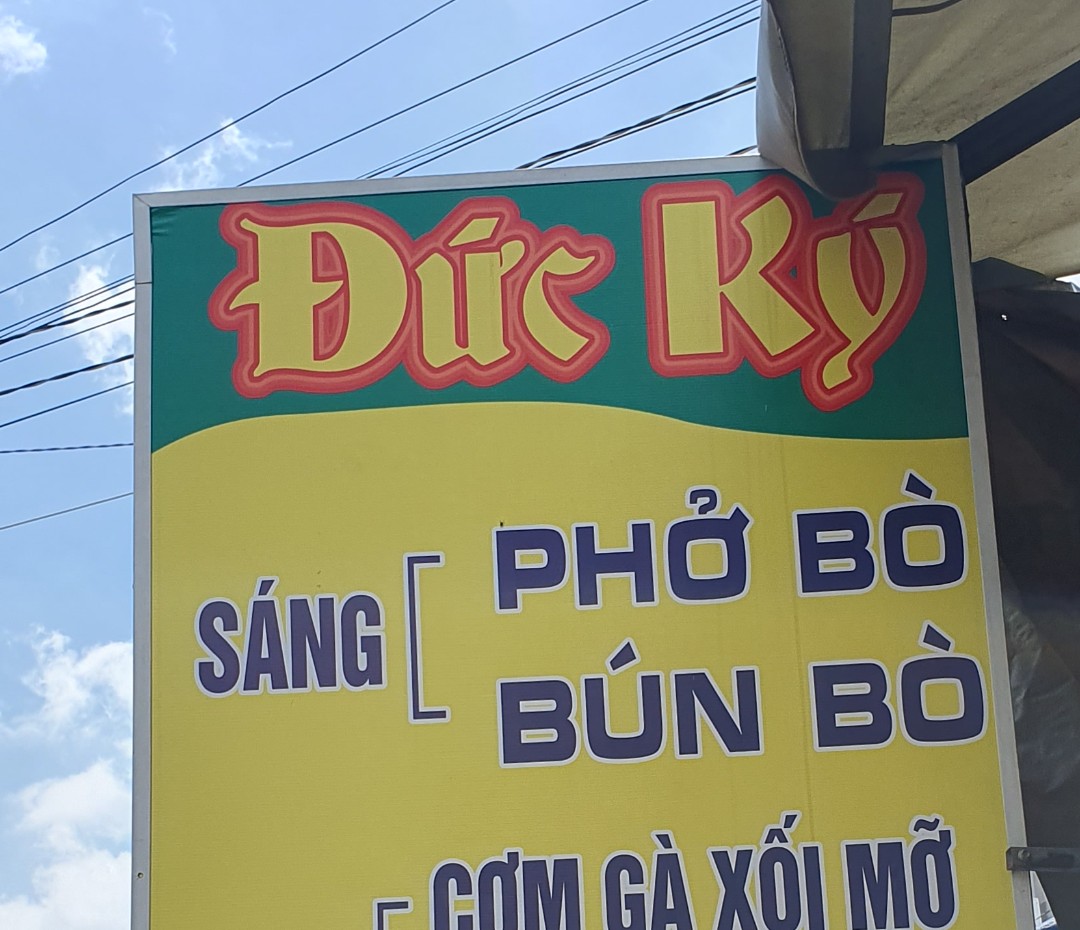 Đức Ký
SÁNG
PHỞ BÒ
BÚN BÒ
CƠM GÀ XỐI MỠ